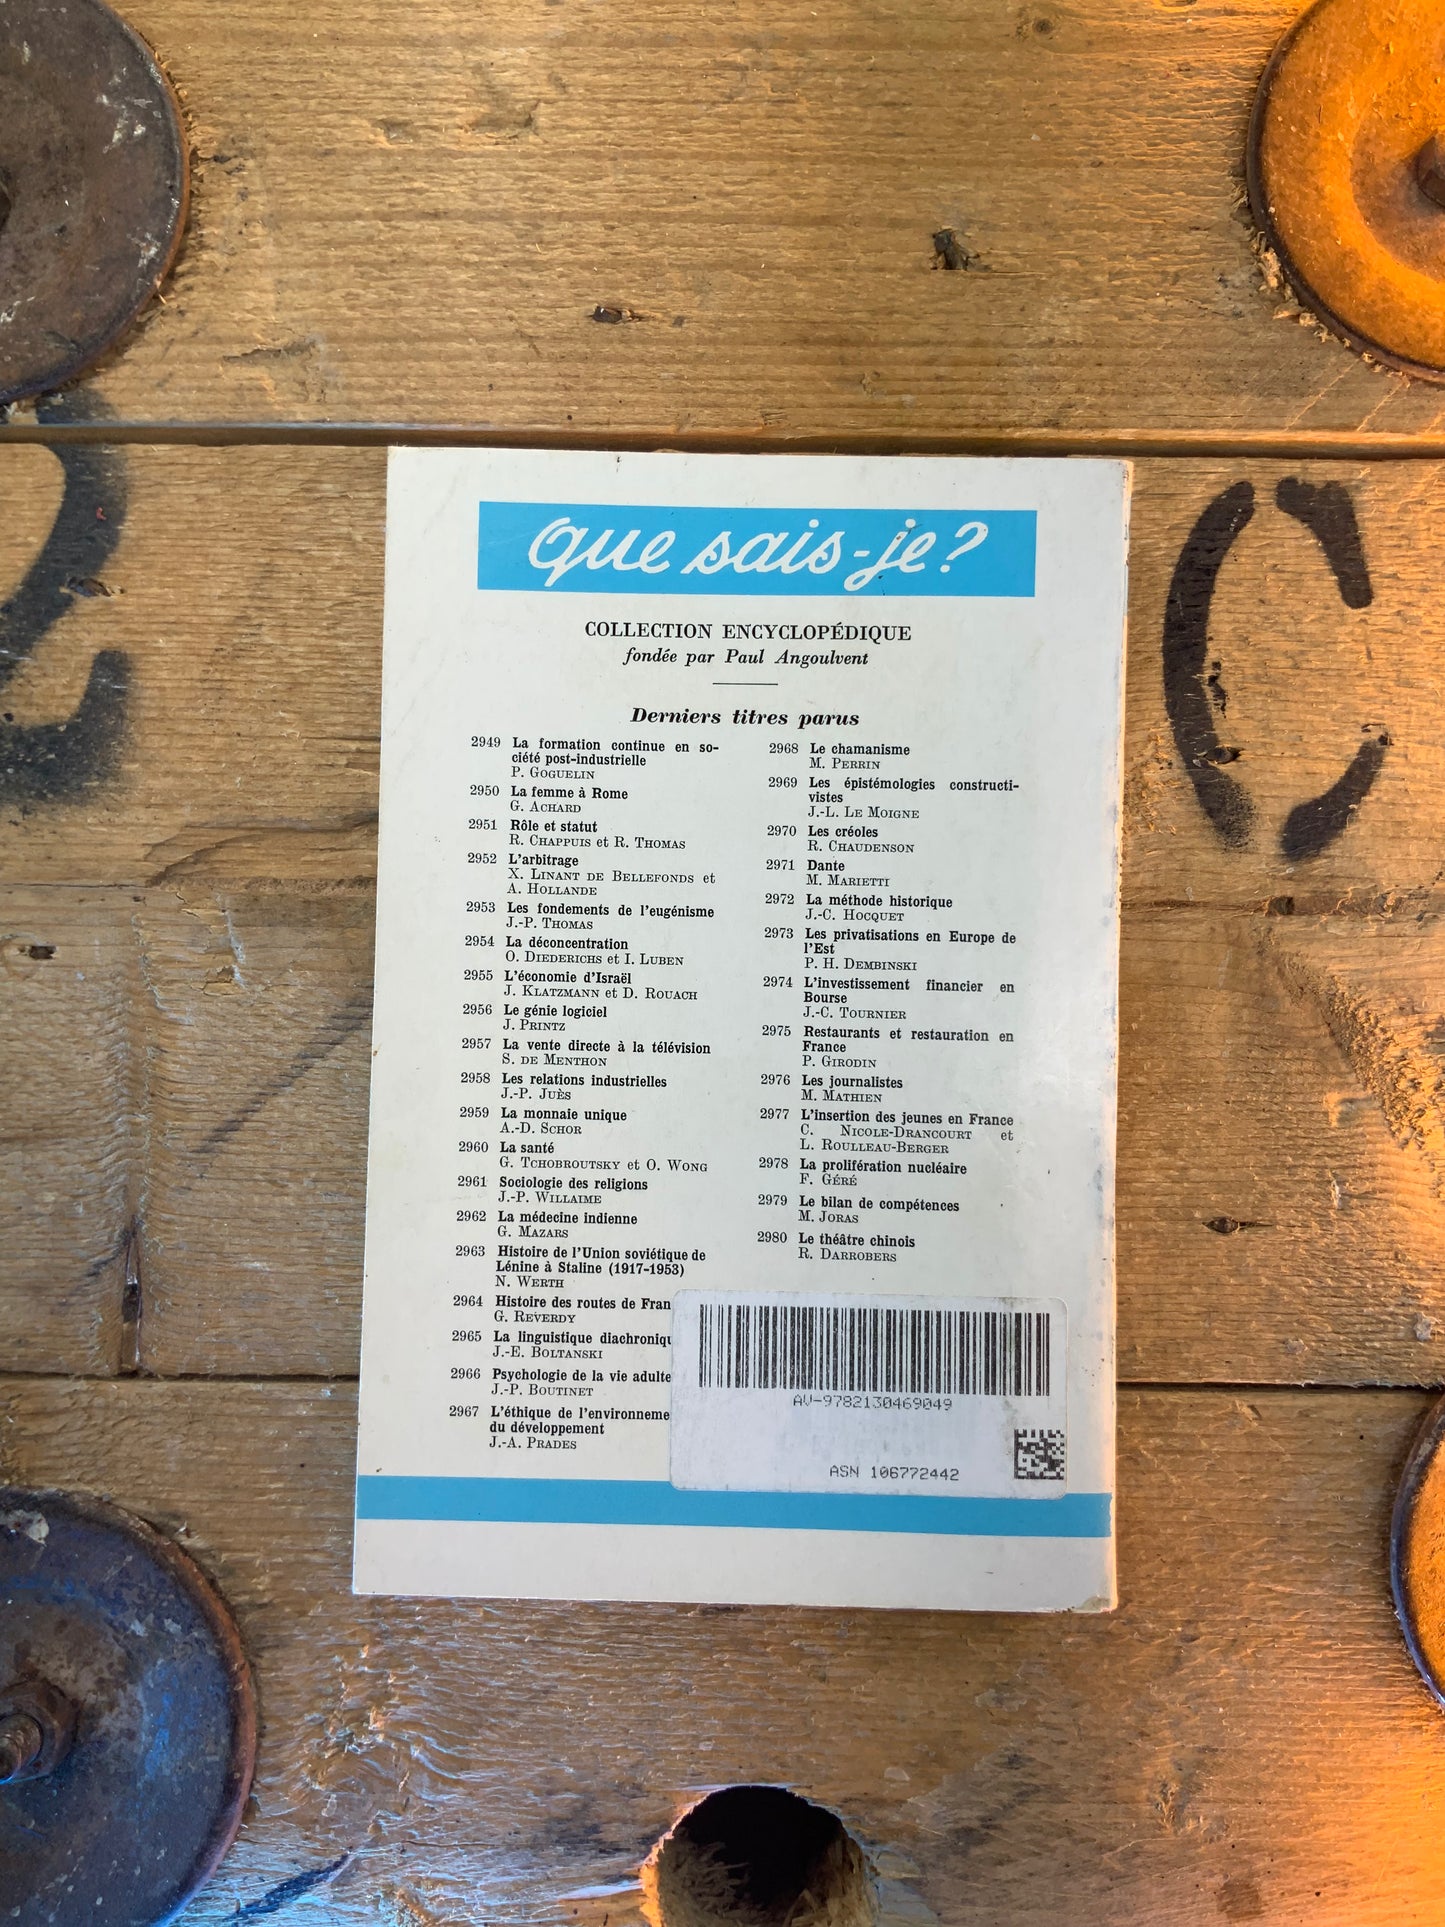 que sais-je?
COLLECTION ENCYCLOPÉDIQUE
fondée par Paul Angoulvent
Derniers titres parus
2949 La formation continue en so-
ciété post-industrielle
P. GOGUELIN
2950 La femme à Rome
G. ACHARD
2951 Rôle et statut
R. CHAPPUIS et R. THOMAS
2952 L'arbitrage
X. LINANT DE BELLEFONDS et
A. HOLLANDE
2953 Les fondements de l'eugénisme
J.-P. THOMAS
2954 La déconcentration
O. DIEDERICHS et I. LUBEN
2955 L'économie d'Israël
J. KLATZMANN et D. ROUACH
2956 Le génie logiciel
J. PRINTZ
2957 La vente directe à la télévision
S. DE MENTHON
2958 Les relations industrielles
J.-P. JUÈS
2959 La monnaie unique
A.-D. SCHOR
2960 La santé
G. TCHOBROUTSKY et O. WONG
2961 Sociologie des religions
J.-P. WILLAIME
2962 La médecine indienne
G. MAZARS
2963 Histoire de l'Union soviétique de
Lénine à Staline (1917-1953)
N. WERTH
2964 Histoire des routes de Fran
G. REVERDY
2965 La linguistique diachroniqu
J.-E. BOLTANSKI
2966 Psychologie de la vie adulte
J.-P. BOUTINET
2967 L'éthique de l'environneme
du développement
J.-A. PRADES
2968 Le chamanisme
M. PERRIN
2969 Les épistémologies constructi-
vistes
J.-L. LE MOIGNE
2970 Les créoles
R. CHAUDENSON
2971 Dante
M. MARIETTI
2972 La méthode historique
J.-C. HOCQUET
2973 Les privatisations en Europe de
l'Est
P. H. DEMBINSKI
2974 L'investissement financier en
Bourse
J.-C. TOURNIER
2975 Restaurants et restauration en
France
P. GIRODIN
2976 Les journalistes
M. MATHIEN
2977 L'insertion des jeunes en France
C. NICOLE-DRANCOURT et
L. ROULLEAU-BERGER
2978 La prolifération nucléaire
F. GÉRÉ
2979 Le bilan de compétences
M. JORAS
2980 Le théâtre chinois
R. DARROBERS
AV-9782130469049
ASN 106772442
C